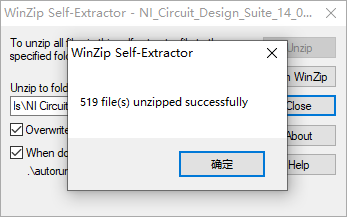 WinZip Self-Extractor - NI_Circuit_Design_Suite_14_0...
To unzip all
specified fold
Unzip to fold
ls\NI Circuit
Overwrite
When do
.\autorun
Unzip
WinZip
Close
About
Help
WinZip Self-Extractor
519 file(s) unzipped successfully
确定